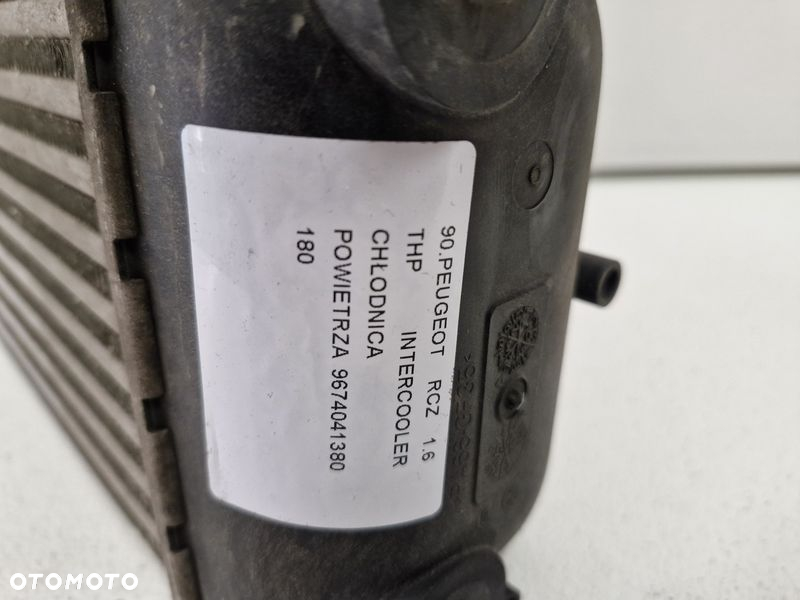 90.PEUGEOT RCZ 1.6
THP INTERCOOLER
CHŁODNICA
POWIETRZA 9674041380
180
OTOMOTO